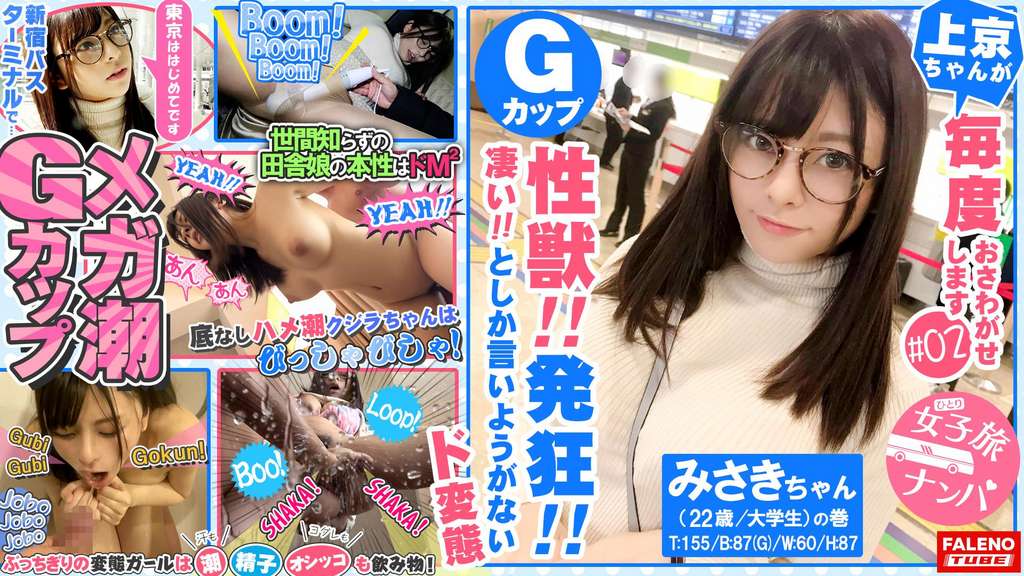 新宿バス
ターミナルで…
東京はじめてです
Boom!
Boom!
Boom!
世間知らずの
田舎娘の本性はドM²
メガ潮
Gカップ
YEAH!!
YEAH!!
あん
あん
底なしハメ潮クジラちゃんは
びっしゃびしゃ!
Gubi
Gubi
Gokun!
Jobo
Jobo
Jobo
Loop!
Boo!
SHAKA!
SHAKA!
ド変態
汗も
コグレも
ぶっちぎりの変態ガールは潮 精子 オシッコも飲み物!
G
カップ
性獣!!発狂!!
凄い!!としか言いようがない
上京
ちゃんが
毎度
おさわがせ
します
#02
ひとり
女子旅
ナンパ
みさきちゃん
(22歳/大学生)の巻
T:155/B:87(G)/W:60/H:87
FALENO
TUBE